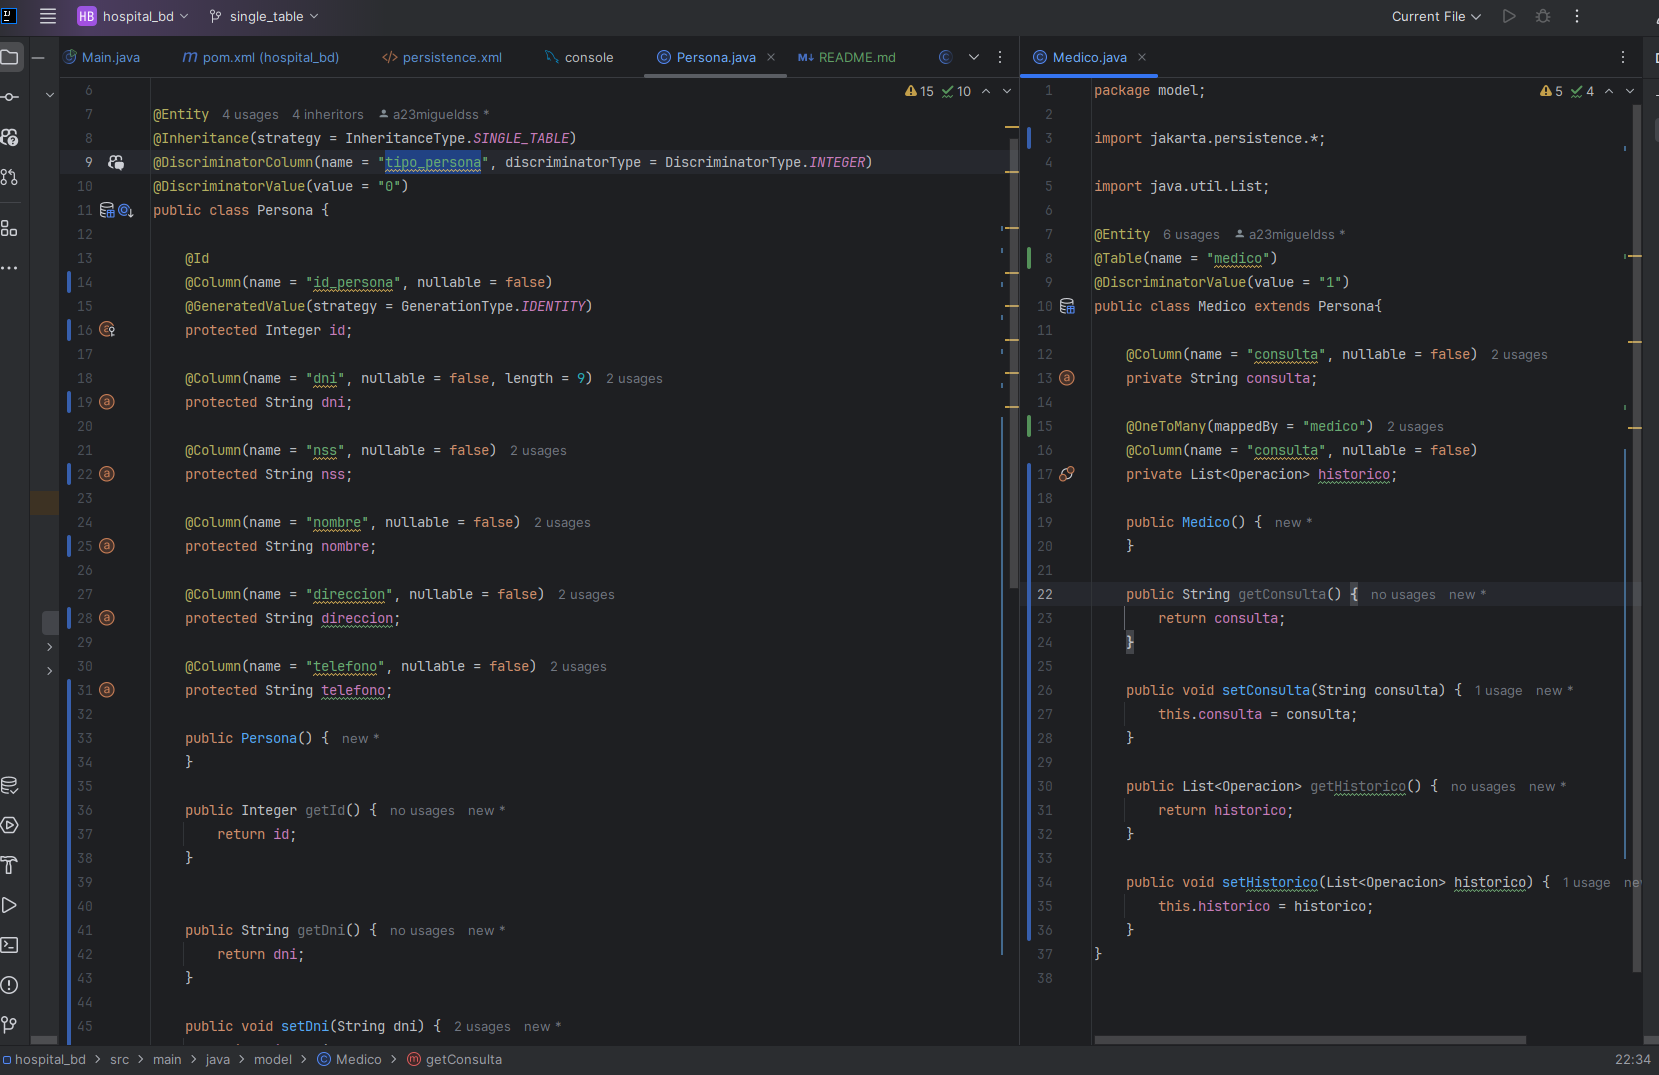 HB hospital_bd single_table Current File
Main.java pom.xml (hospital_bd) persistence.xml console Persona.java README.md
15 10
6
7 @Entity 4 usages 4 inheritors a23migueldss *
8 @Inheritance(strategy = InheritanceType.SINGLE_TABLE)
9 @DiscriminatorColumn(name = "tipo_persona", discriminatorType = DiscriminatorType.INTEGER)
10 @DiscriminatorValue(value = "0")
11 public class Persona {
12
13 @Id
14 @Column(name = "id_persona", nullable = false)
15 @GeneratedValue(strategy = GenerationType.IDENTITY)
16 protected Integer id;
17
18 @Column(name = "dni", nullable = false, length = 9) 2 usages
19 protected String dni;
20
21 @Column(name = "nss", nullable = false) 2 usages
22 protected String nss;
23
24 @Column(name = "nombre", nullable = false) 2 usages
25 protected String nombre;
26
27 @Column(name = "direccion", nullable = false) 2 usages
28 protected String direccion;
29
30 @Column(name = "telefono", nullable = false) 2 usages
31 protected String telefono;
32
33 public Persona() { new *
34 }
35
36 public Integer getId() { no usages new *
37 return id;
38 }
39
40
41 public String getDni() { no usages new *
42 return dni;
43 }
44
45 public void setDni(String dni) { 2 usages new *
Medico.java
5 4
1 package model;
2
3 import jakarta.persistence.*;
4
5 import java.util.List;
6
7 @Entity 6 usages a23migueldss *
8 @Table(name = "medico")
9 @DiscriminatorValue(value = "1")
10 public class Medico extends Persona{
11
12 @Column(name = "consulta", nullable = false) 2 usages
13 private String consulta;
14
15 @OneToMany(mappedBy = "medico") 2 usages
16 @Column(name = "consulta", nullable = false)
17 private List<Operacion> historico;
18
19 public Medico() { new *
20 }
21
22 public String getConsulta() { no usages new *
23 return consulta;
24 }
25
26 public void setConsulta(String consulta) { 1 usage new *
27 this.consulta = consulta;
28 }
29
30 public List<Operacion> getHistorico() { no usages new *
31 return historico;
32 }
33
34 public void setHistorico(List<Operacion> historico) { 1 usage
35 this.historico = historico;
36 }
37 }
38
hospital_bd > src > main > java > model > Medico > getConsulta 22:34